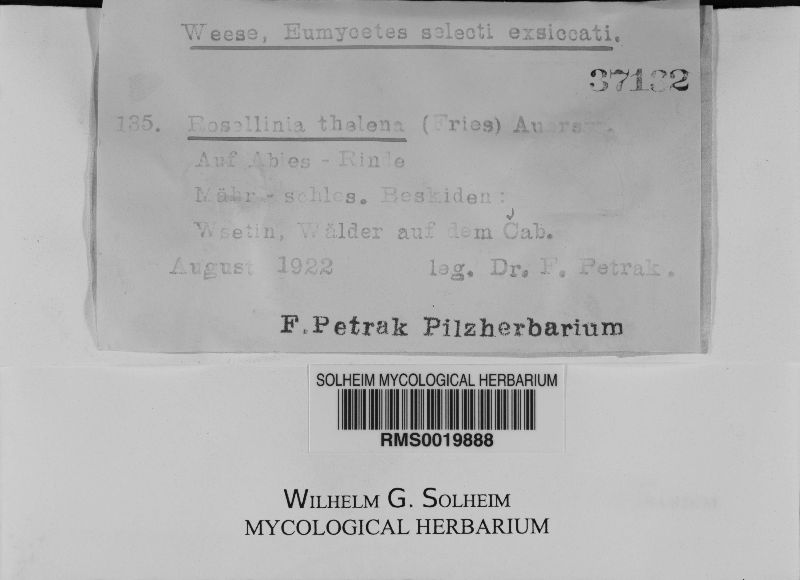 Weese, Eumycetes selecti exsiccati.
37132
135. Rosellinia thelena (Fries) Auersw.
Auf Abies - Rinde
Mähr - schles. Beskiden:
Wsetin, Wälder auf dem Čab.
August 1922 leg. Dr. F. Petrak.
F. Petrak Pilzherbarium
SOLHEIM MYCOLOGICAL HERBARIUM
RMS0019888
WILHELM G. SOLHEIM
MYCOLOGICAL HERBARIUM